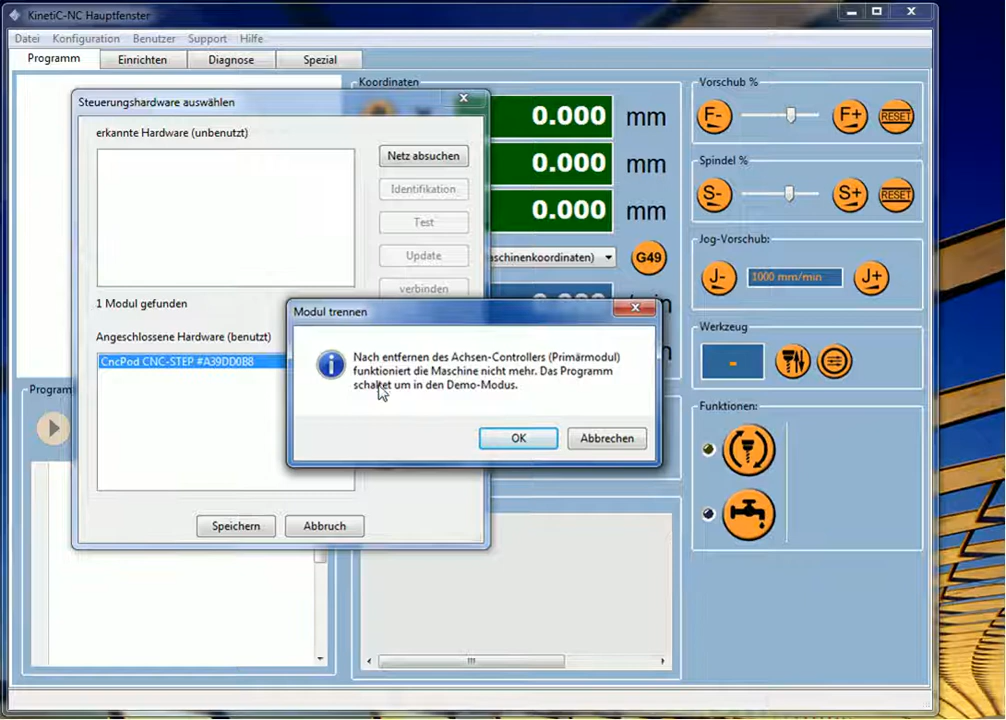 KinetiC-NC Hauptfenster
Datei Konfiguration Benutzer Support Hilfe
Programm Einrichten Diagnose Spezial
Steuerungshardware auswählen
erkannte Hardware (unbenutzt)
Netz absuchen
Identifikation
Test
Update
verbinden
1 Modul gefunden
Angeschlossene Hardware (benutzt)
CncPod CNC-STEP #A39DD0B8
Speichern Abbruch
Modul trennen
Nach entfernen des Achsen-Controllers (Primärmodul)
funktioniert die Maschine nicht mehr. Das Programm
schaltet um in den Demo-Modus.
OK Abbrechen
Koordinaten
0.000 mm
0.000 mm
0.000 mm
aschinenkoordinaten) G49
Program
Vorschub %
F- F+ RESET
Spindel %
S- S+ RESET
Jog-Vorschub:
J- 1000 mm/min J+
Werkzeug
-
Funktionen: